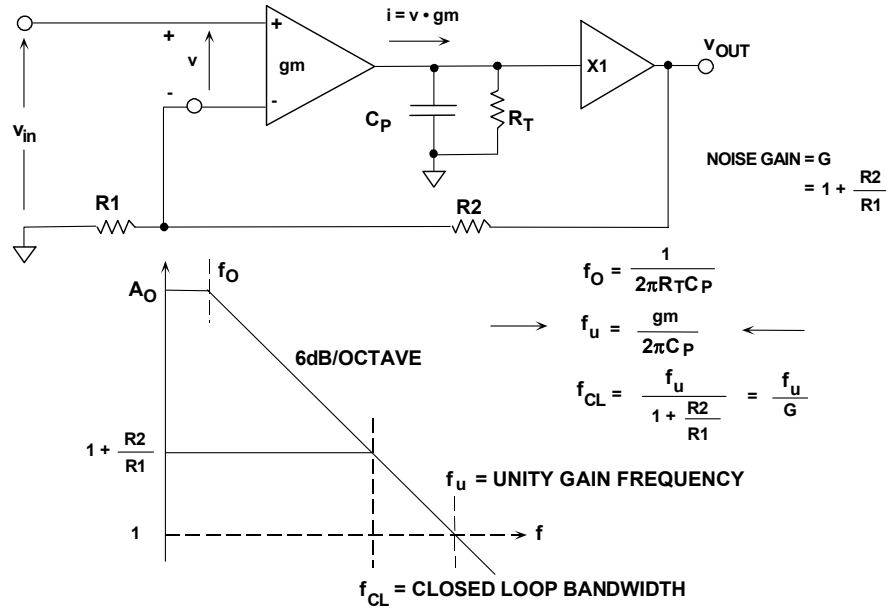 i = v • gm
+
+
v
gm
-
-
X1
vOUT
vin
CP
RT
NOISE GAIN = G
= 1 + R2/R1
R1
R2
AO
fO
fO = 1/2πRTCP
fu = gm/2πCP
6dB/OCTAVE
fCL = fu/1 + R2/R1 = fu/G
1 + R2/R1
fu = UNITY GAIN FREQUENCY
1
f
fCL = CLOSED LOOP BANDWIDTH